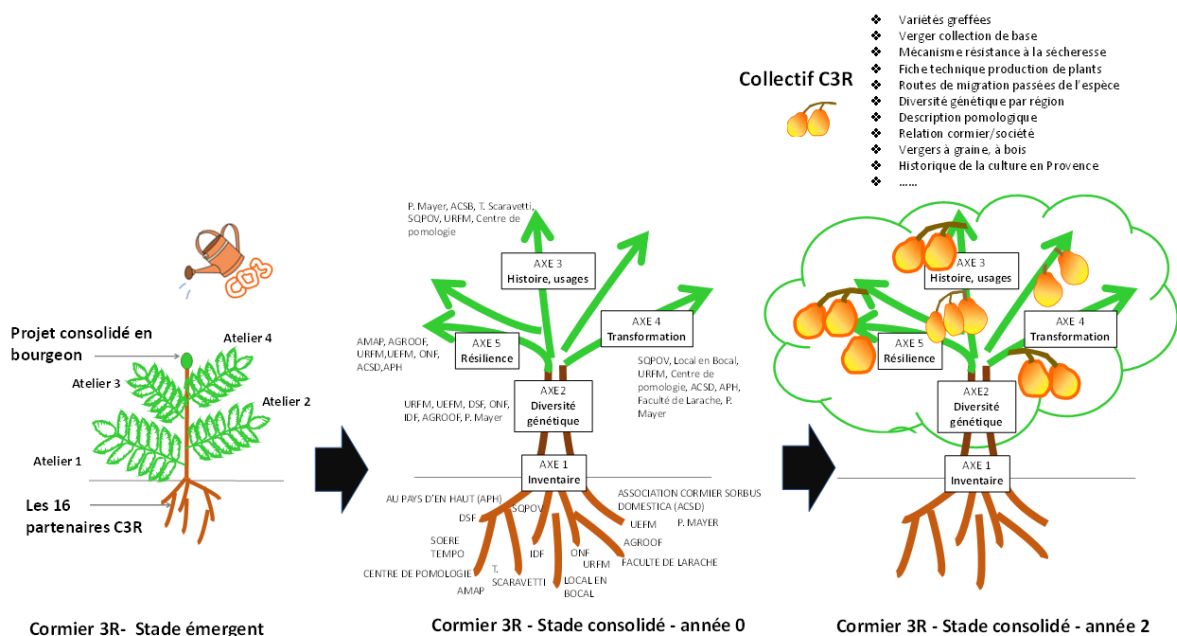 Collectif C3R
❖ Variétés greffées
❖ Verger collection de base
❖ Mécanisme résistance à la sécheresse
❖ Fiche technique production de plants
❖ Routes de migration passées de l'espèce
❖ Diversité génétique par région
❖ Description pomologique
❖ Relation cormier/société
❖ Vergers à graine, à bois
❖ Historique de la culture en Provence
❖ ......
CO3
Projet consolidé en
bourgeon
Atelier 4
Atelier 3
Atelier 2
Atelier 1
Les 16
partenaires C3R
Cormier 3R- Stade émergent
P. Mayer, ACSB, T. Scaravetti,
SQPOV, URFM, Centre de
pomologie
AXE 3
Histoire, usages
AXE 4
Transformation
AXE 5
Résilience
AMAP, AGROOF,
URFM,UEFM, ONF,
ACSD,APH
SQPOV, Local en Bocal,
URFM, Centre de
pomologie, ACSD, APH,
Faculté de Larache, P.
Mayer
AXE2
Diversité
génétique
URFM, UEFM, DSF, ONF,
IDF, AGROOF, P. Mayer
AXE 1
Inventaire
AU PAYS D'EN HAUT (APH)
SQPOV
DSF
SOERE
TEMPO
CENTRE DE POMOLOGIE
AMAP
T.
SCARAVETTI
IDF
LOCAL EN
BOCAL
ONF
URFM
ASSOCIATION CORMIER SORBUS
DOMESTICA (ACSD)
UEFM
P. MAYER
AGROOF
FACULTE DE LARACHE
Cormier 3R - Stade consolidé - année 0
AXE 3
Histoire, usages
AXE 4
Transformation
AXE 5
Résilience
AXE2
Diversité
génétique
AXE 1
Inventaire
Cormier 3R - Stade consolidé - année 2